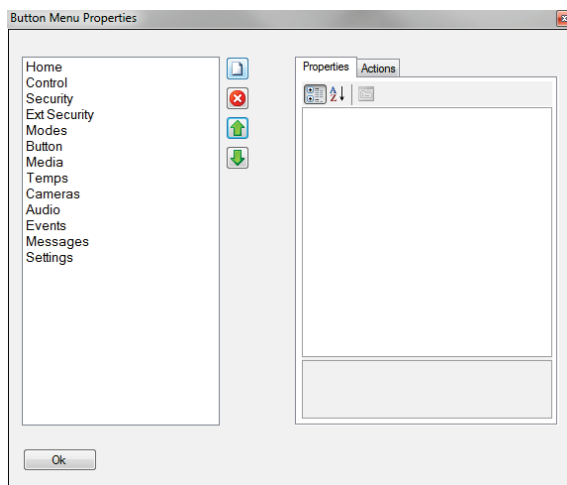 Button Menu Properties
Home
Control
Security
Ext Security
Modes
Button
Media
Temps
Cameras
Audio
Events
Messages
Settings
Properties
Actions
Ok